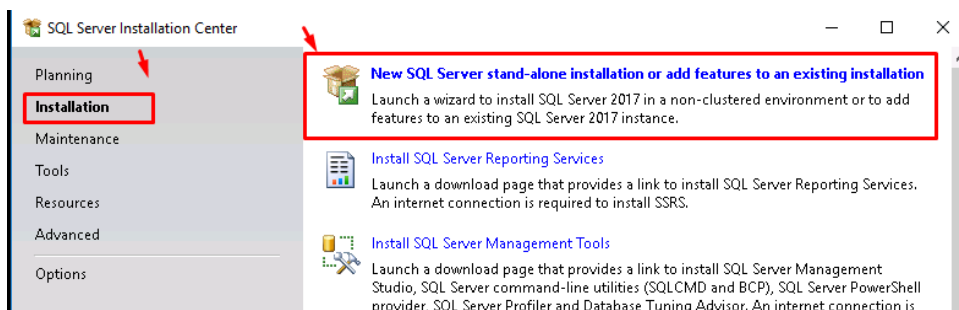 SQL Server Installation Center
Planning
Installation
Maintenance
Tools
Resources
Advanced
Options
New SQL Server stand-alone installation or add features to an existing installation
Launch a wizard to install SQL Server 2017 in a non-clustered environment or to add
features to an existing SQL Server 2017 instance.
Install SQL Server Reporting Services
Launch a download page that provides a link to install SQL Server Reporting Services.
An internet connection is required to install SSRS.
Install SQL Server Management Tools
Launch a download page that provides a link to install SQL Server Management
Studio, SQL Server command-line utilities (SQLCMD and BCP), SQL Server PowerShell
provider, SQL Server Profiler and Database Tuning Advisor. An internet connection is